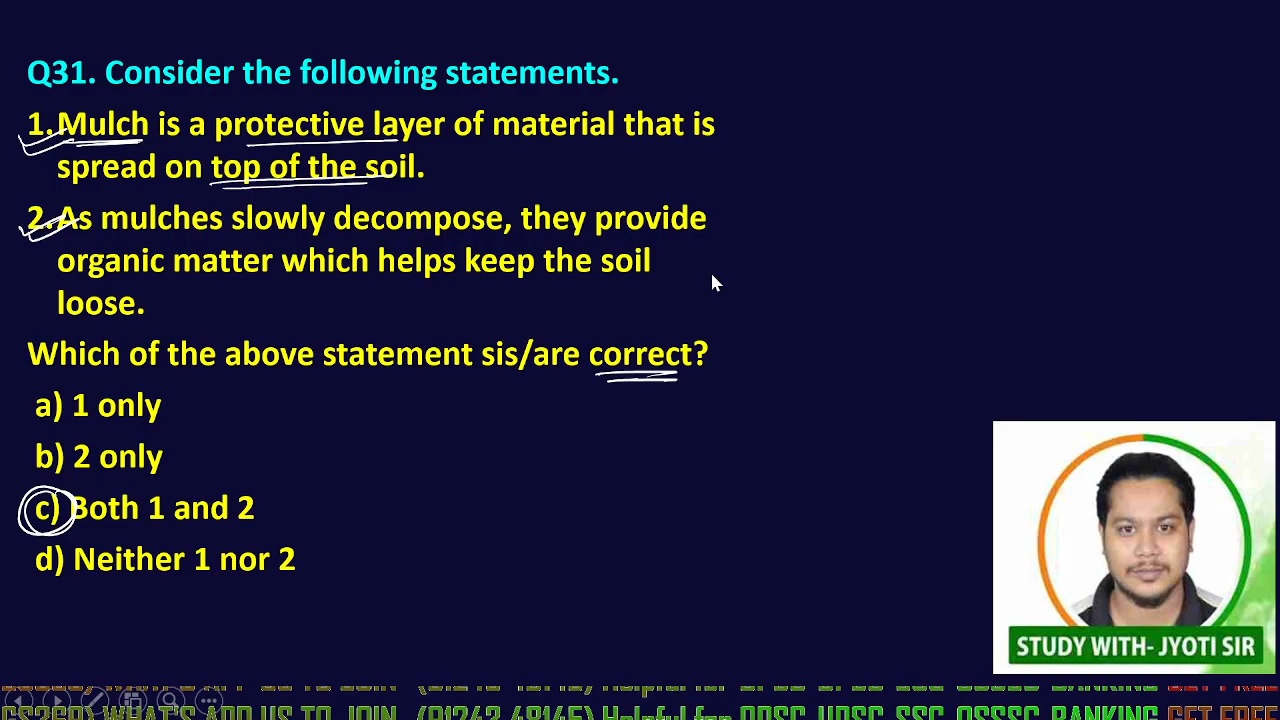 Q31. Consider the following statements.
1. Mulch is a protective layer of material that is
spread on top of the soil.
2. As mulches slowly decompose, they provide
organic matter which helps keep the soil
loose.
Which of the above statement sis/are correct?
a) 1 only
b) 2 only
c) Both 1 and 2
d) Neither 1 nor 2
STUDY WITH- JYOTI SIR